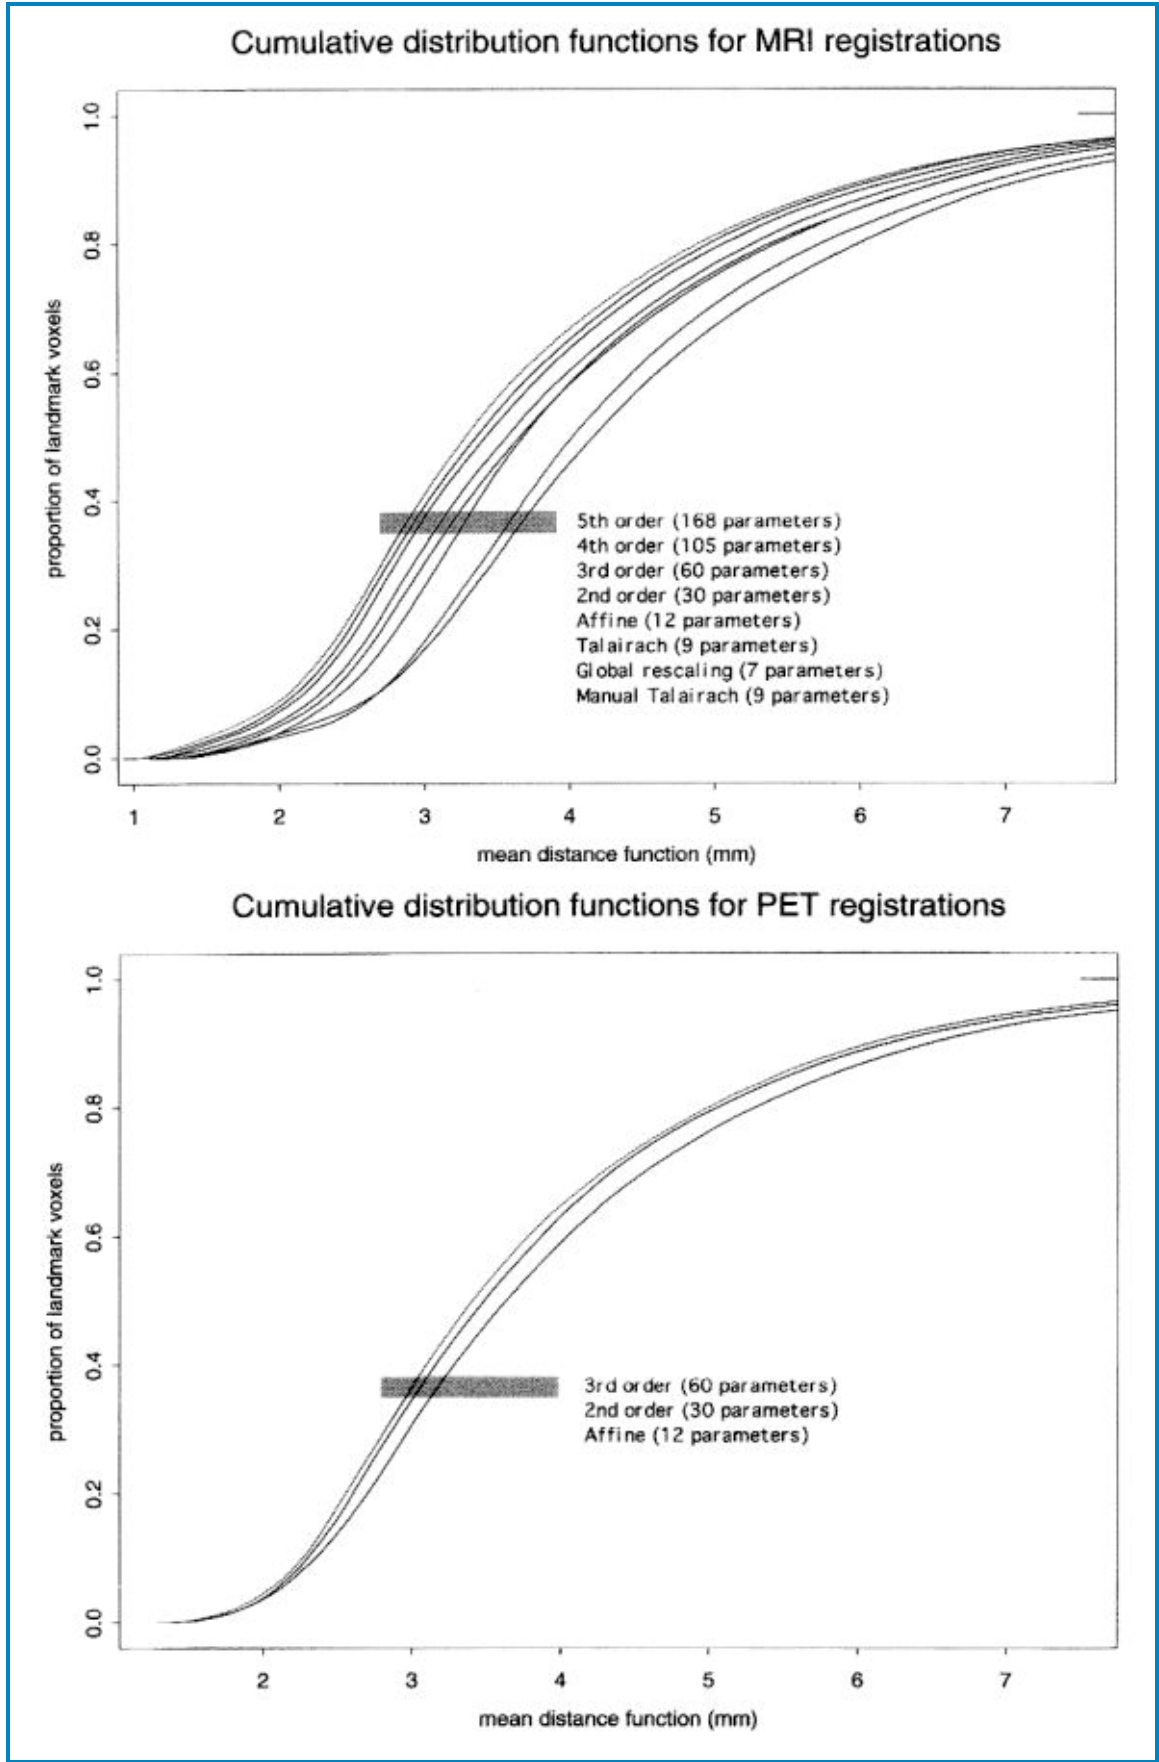 Cumulative distribution functions for MRI registrations
proportion of landmark voxels
1.0
0.8
0.6
0.4
0.2
0.0
5th order (168 parameters)
4th order (105 parameters)
3rd order (60 parameters)
2nd order (30 parameters)
Affine (12 parameters)
Talairach (9 parameters)
Global rescaling (7 parameters)
Manual Talairach (9 parameters)
1 2 3 4 5 6 7
mean distance function (mm)
Cumulative distribution functions for PET registrations
proportion of landmark voxels
1.0
0.8
0.6
0.4
0.2
0.0
3rd order (60 parameters)
2nd order (30 parameters)
Affine (12 parameters)
2 3 4 5 6 7
mean distance function (mm)